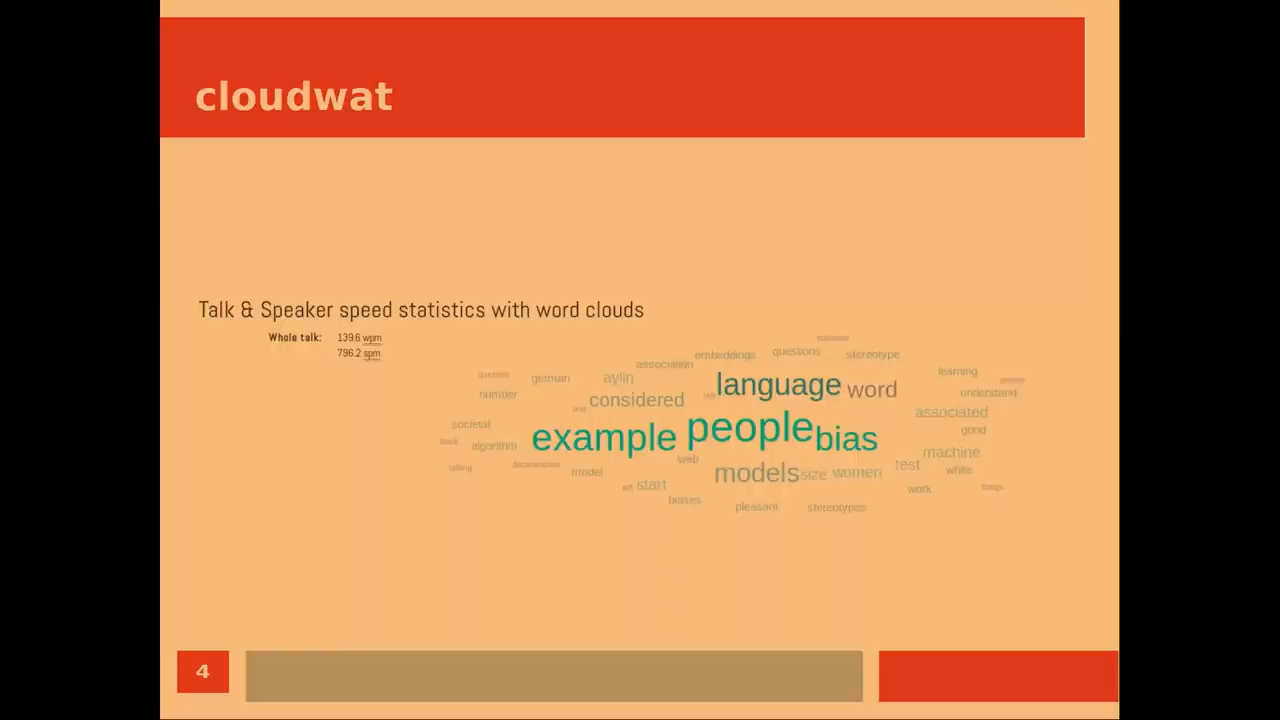 cloudwat
Talk & Speaker speed statistics with word clouds
Whole talk: 139.6 wpm
796.2 spm
embeddings questions stereotype
association
german aylin language learning
number considered word understand
associated
societal example people bias good
algorithm machine
web test white
model models size women
start work
biases
pleasant stereotypes
4